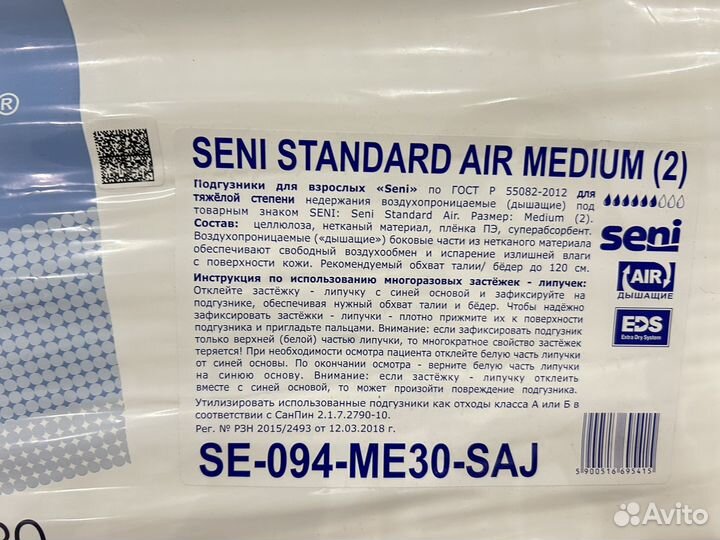 ®
SENI STANDARD AIR MEDIUM (2)
Подгузники для взрослых «Seni» по ГОСТ Р 55082-2012 для
тяжёлой степени недержания воздухопроницаемые (дышащие) под
товарным знаком SENI: Seni Standard Air. Размер: Medium (2).
Состав: целлюлоза, нетканый материал, плёнка ПЭ, суперабсорбент.
Воздухопроницаемые («дышащие») боковые части из нетканого материала
обеспечивают свободный воздухообмен и испарение излишней влаги
с поверхности кожи. Рекомендуемый обхват талии/ бёдер до 120 см.
seni
AIR
ДЫШАЩИЕ
EDS
Extra Dry System
Инструкция по использованию многоразовых застёжек - липучек:
Отклейте застёжку - липучку с синей основой и зафиксируйте на
подгузнике, обеспечивая нужный обхват талии и бёдер. Чтобы надёжно
зафиксировать застёжки - липучки - плотно прижмите их к поверхности
подгузника и пригладьте пальцами. Внимание: если зафиксировать подгузник
только верхней (белой) частью липучки, то многократное свойство застёжек
теряется! При необходимости осмотра пациента отклейте белую часть липучки
от синей основы. По окончании осмотра - верните белую часть липучки
на синюю основу. Внимание: если застёжку - липучку отклеить
вместе с синей основой, то может произойти повреждение подгузника.
Утилизировать использованные подгузники как отходы класса А или Б в
соответствии с СанПин 2.1.7.2790-10.
Рег. № РЗН 2015/2493 от 12.03.2018 г.
SE-094-ME30-SAJ
5 900516 695415
Avito